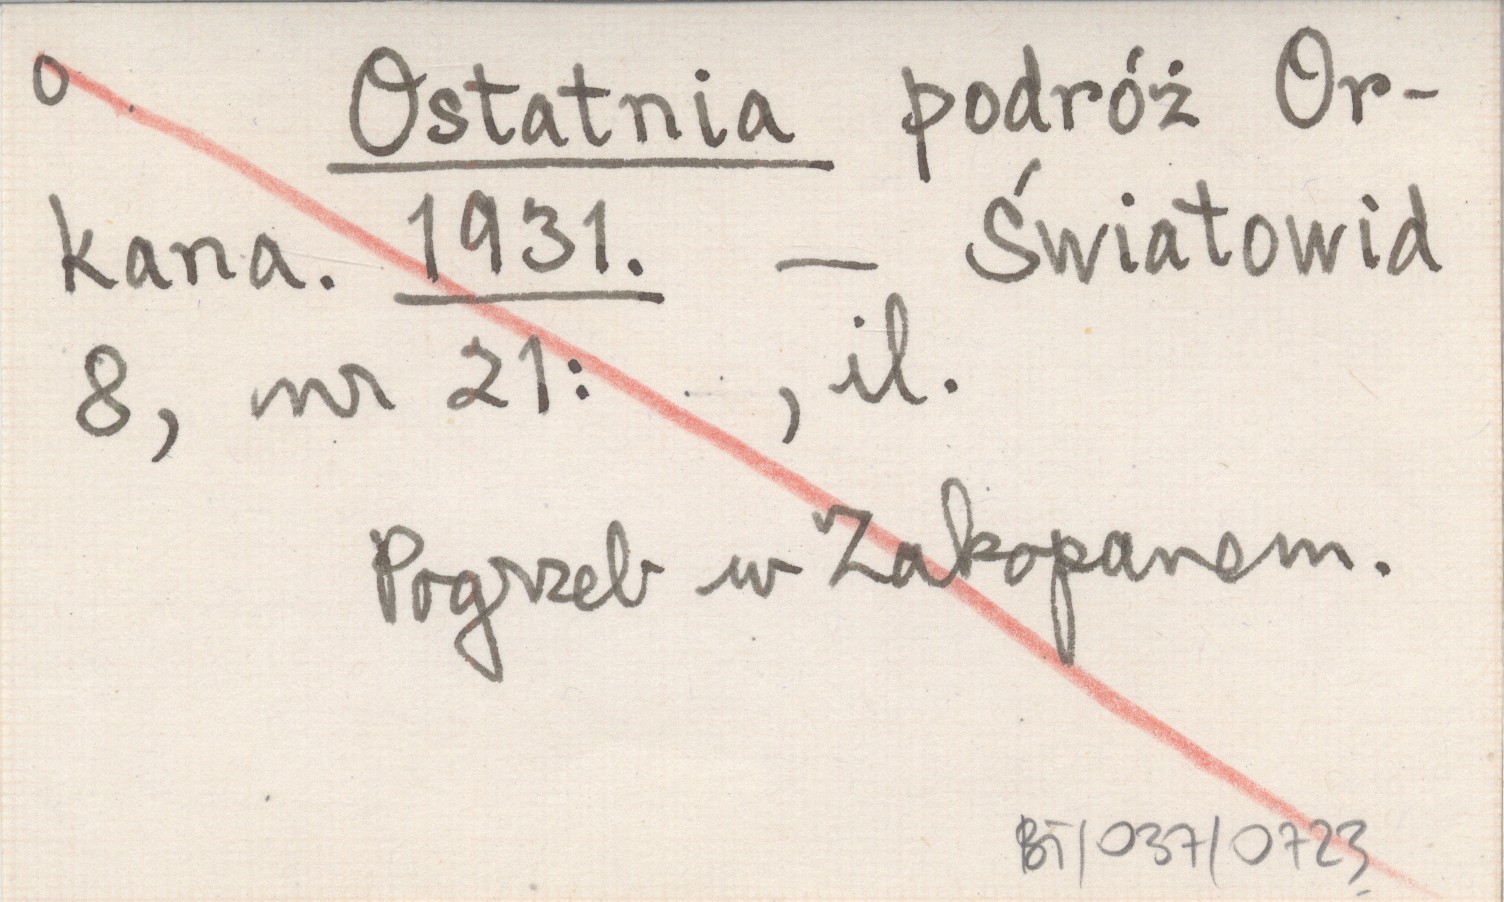 O
Ostatnia podróż Or-
kana. 1931. — Światowid
8, nr 21: , il.
Pogrzeb w Zakopanem.
BT/037/0723